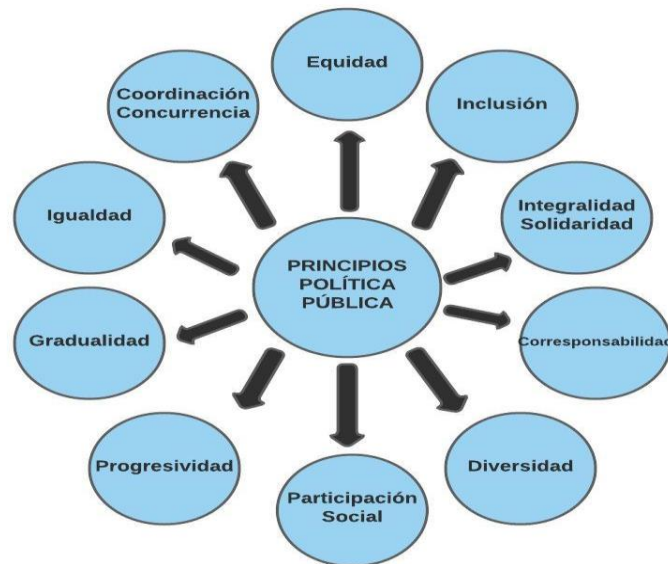 Equidad
Coordinación
Concurrencia
Inclusión
Igualdad
Integralidad
Solidaridad
PRINCIPIOS
POLÍTICA
PÚBLICA
Gradualidad
Corresponsabilidad
Progresividad
Diversidad
Participación
Social